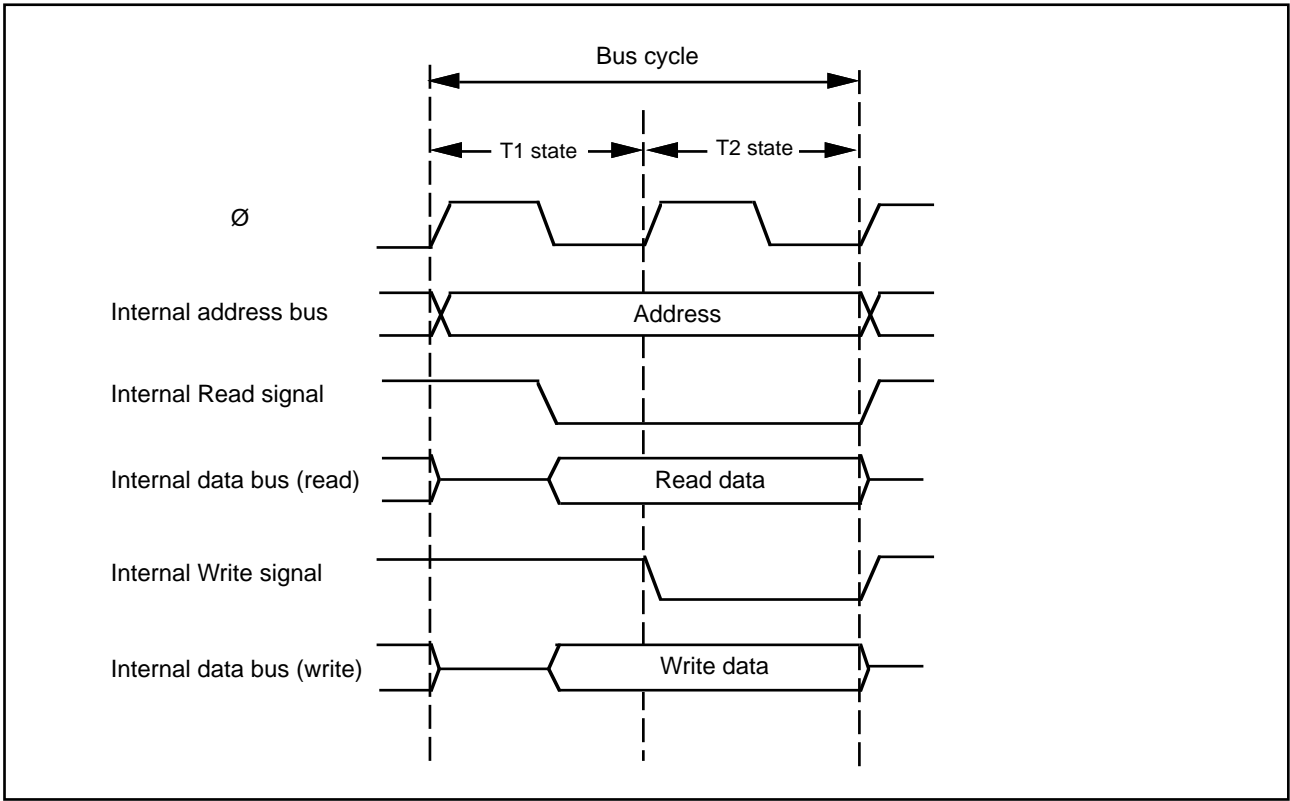 Bus cycle
T1 state
T2 state
Ø
Internal address bus
Address
Internal Read signal
Internal data bus (read)
Read data
Internal Write signal
Internal data bus (write)
Write data